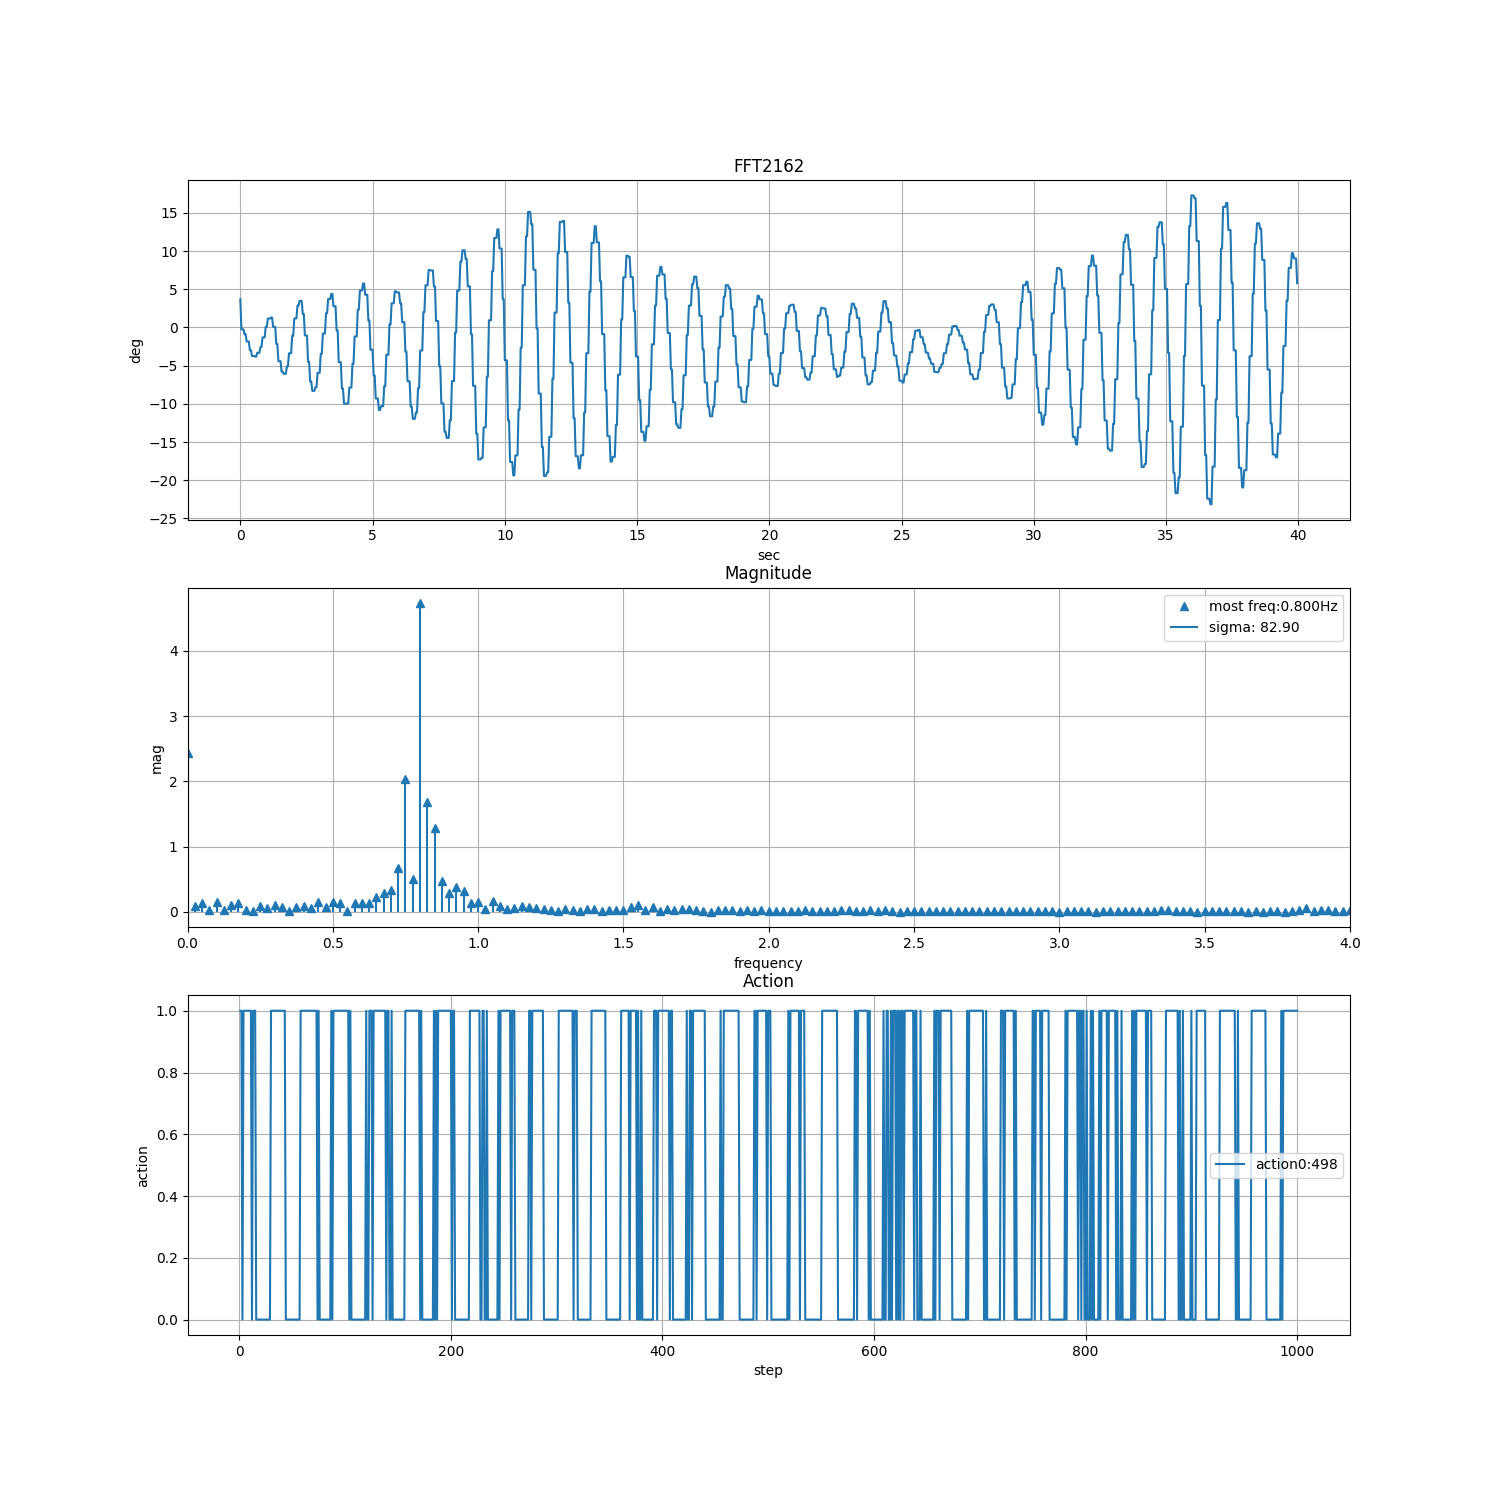 FFT2162
15
10
5
0
−5
−10
−15
−20
−25
deg
0 5 10 15 20 25 30 35 40
sec
Magnitude
most freq:0.800Hz
sigma: 82.90
4
3
2
1
0
mag
0.0 0.5 1.0 1.5 2.0 2.5 3.0 3.5 4.0
frequency
Action
1.0
0.8
0.6
0.4
0.2
0.0
action
action0:498
0 200 400 600 800 1000
step